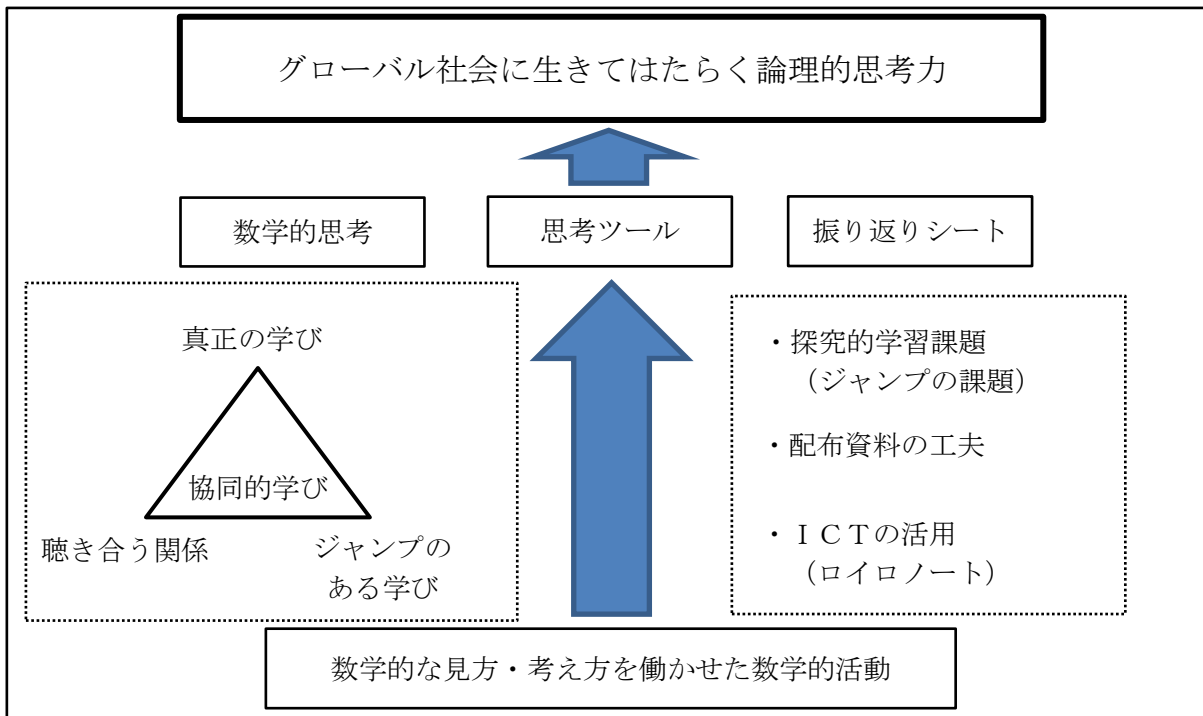 グローバル社会に生きてはたらく論理的思考力
数学的思考
思考ツール
振り返りシート
真正の学び
協同的学び
聴き合う関係
ジャンプの
ある学び
・探究的学習課題
（ジャンプの課題）
・配布資料の工夫
・ＩＣＴの活用
（ロイロノート）
数学的な見方・考え方を働かせた数学的活動